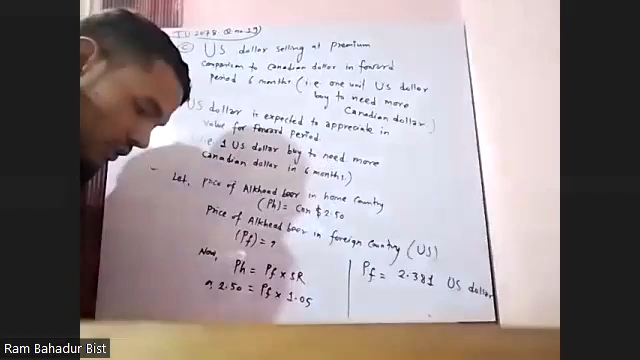 T.U 2078 Q.no.19)
(c) US dollar selling at premium
comparison to canadian dollar in forward
period 6 months (i.e one unit US dollar
buy to need more
Canadian dollar.)
US dollar is expected to appreciate in
value for forward period
i.e 1 US dollar buy to need more
canadian dollar in 6 months.)
Let, price of Alkhead beer in home country
(Ph) = Can $ 2.50
Price of Alkhead beer in foreign country (US)
(Pf) = ?
Now,
Ph = Pf × SR
or, 2.50 = Pf × 1.05
Pf = 2.381 US dollar
Ram Bahadur Bist